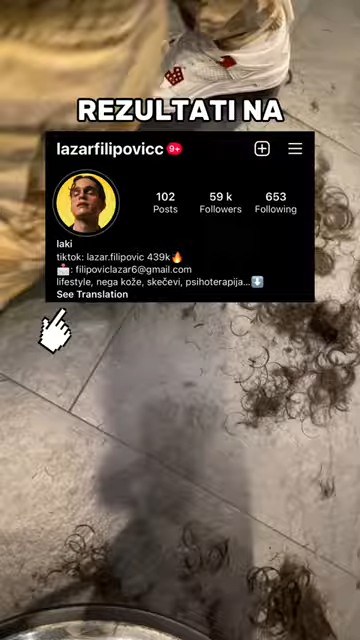 REZULTATI NA
lazarfilipovicc 9+
102 59 k 653
Posts Followers Following
laki
tiktok: lazar.filipovic 439k🔥
📩: filipoviclazar6@gmail.com
lifestyle, nega kože, skečevi, psihoterapija...⬇️
See Translation